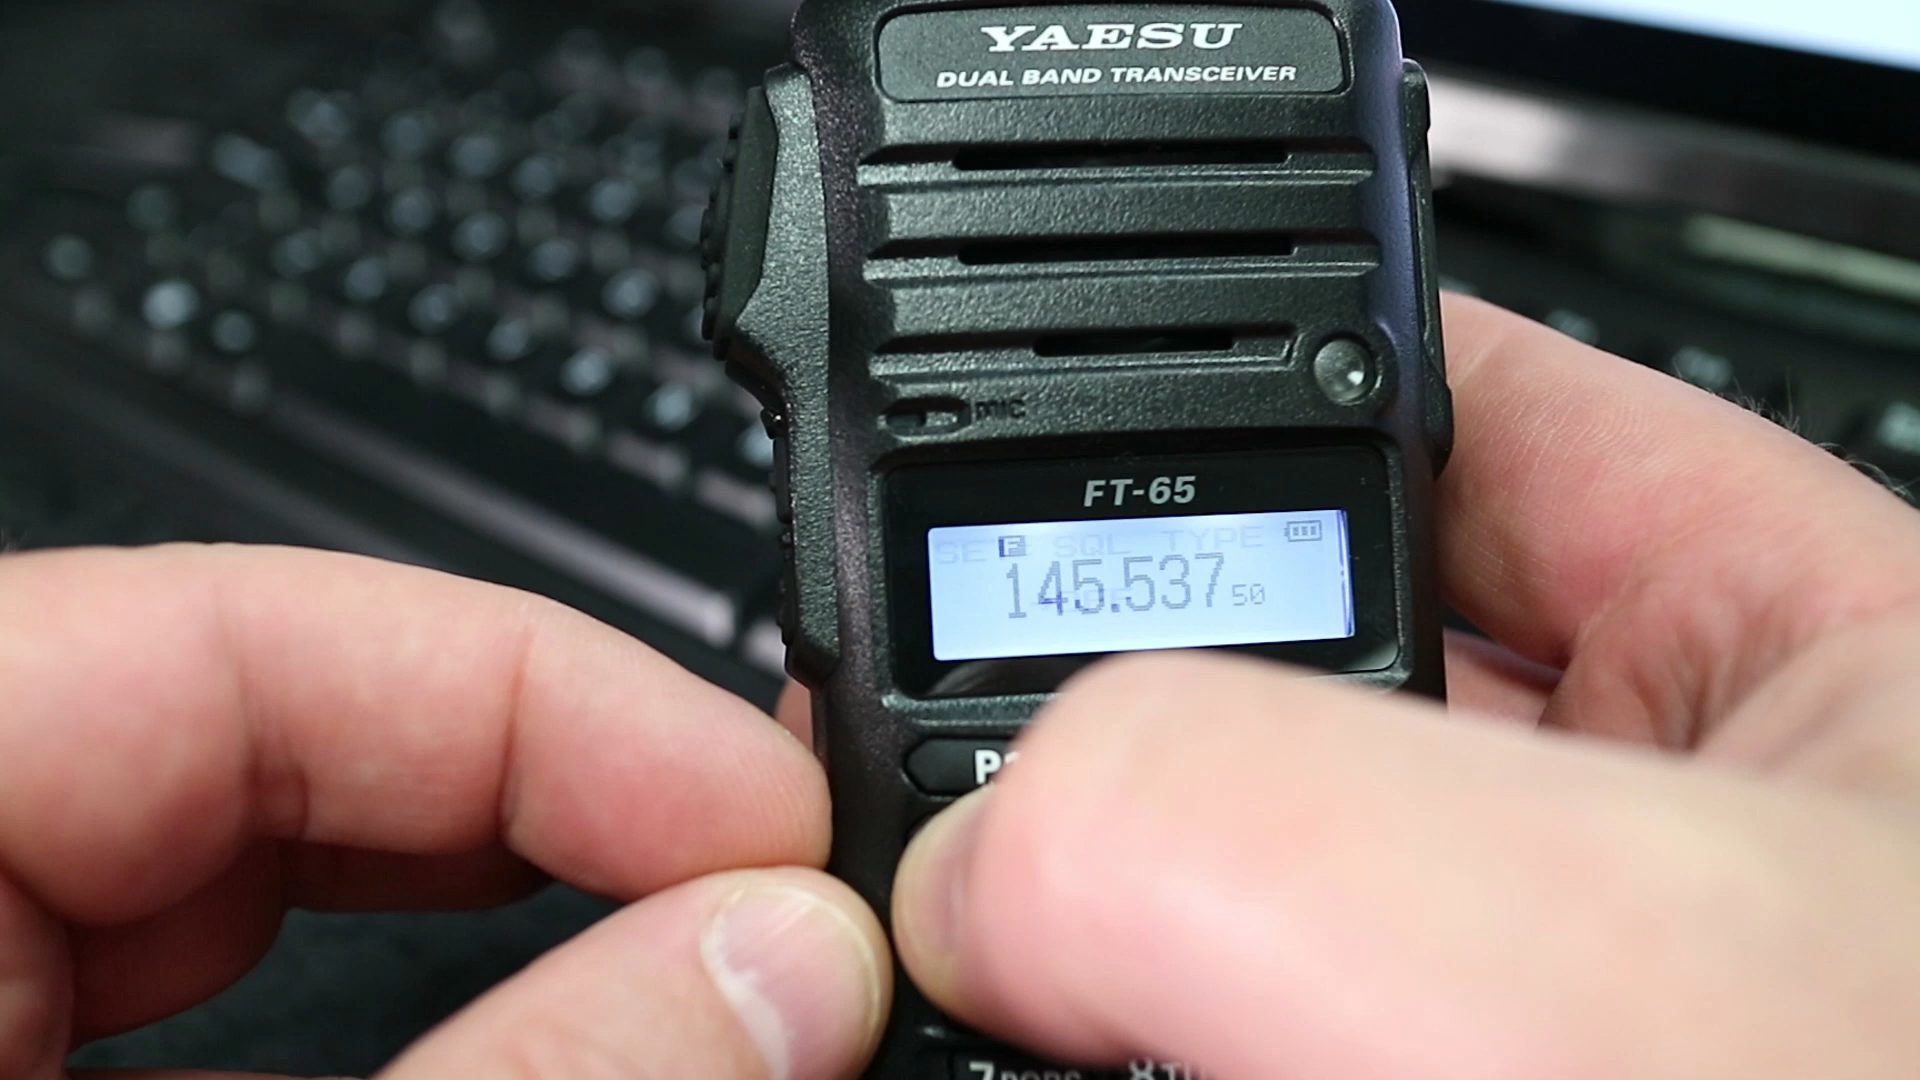 YAESU
DUAL BAND TRANSCEIVER
MIC
FT-65
F SQL TYPE
145.537 50